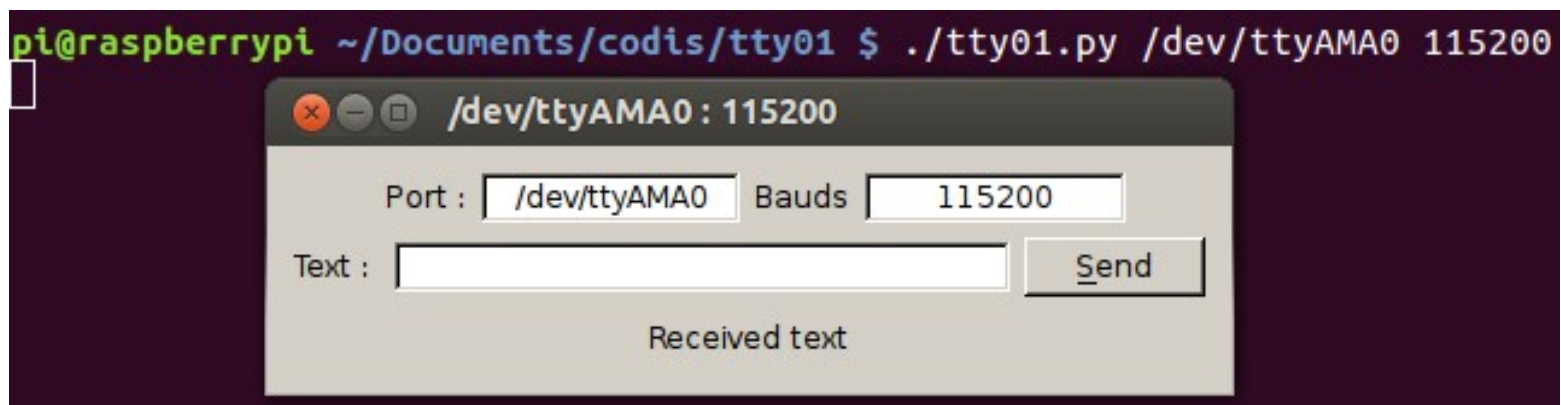 pi@raspberrypi ~/Documents/codis/tty01 $ ./tty01.py /dev/ttyAMA0 115200
/dev/ttyAMA0 : 115200
Port : /dev/ttyAMA0 Bauds 115200
Text : Send
Received text